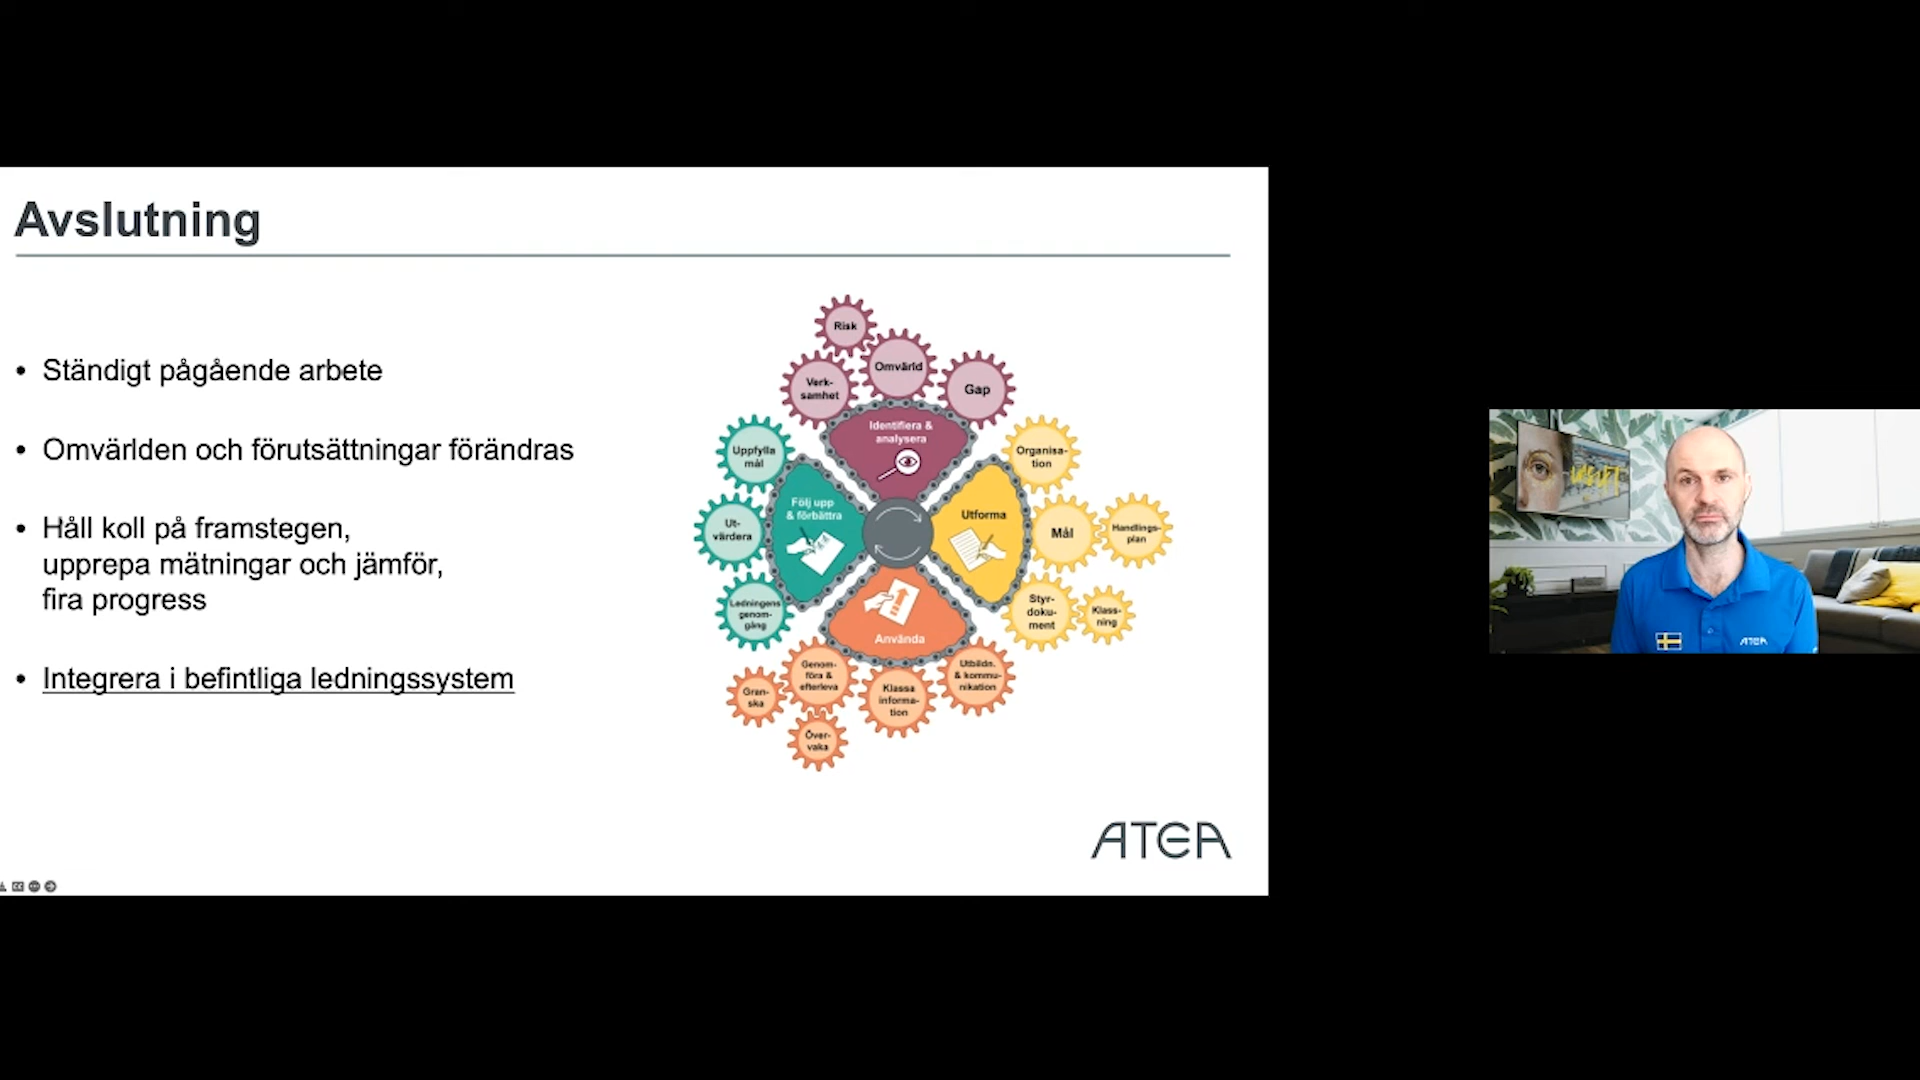 Avslutning
• Ständigt pågående arbete
• Omvärlden och förutsättningar förändras
• Håll koll på framstegen,
upprepa mätningar och jämför,
fira progress
• Integrera i befintliga ledningssystem
Risk
Omvärld
Verk-
samhet
Gap
Identifiera &
analysera
Uppfylla
mål
Organisa-
tion
Följ upp
& förbättra
Utforma
Ut-
värdera
Mål
Handlings-
plan
Ledningens
genom-
gång
Styr-
doku-
ment
Klass-
ning
Använda
Genom-
föra &
efterleva
Utbildn.
& kommu-
nikation
Gran-
ska
Klassa
informa-
tion
Över-
vaka
ATEA
ATEA